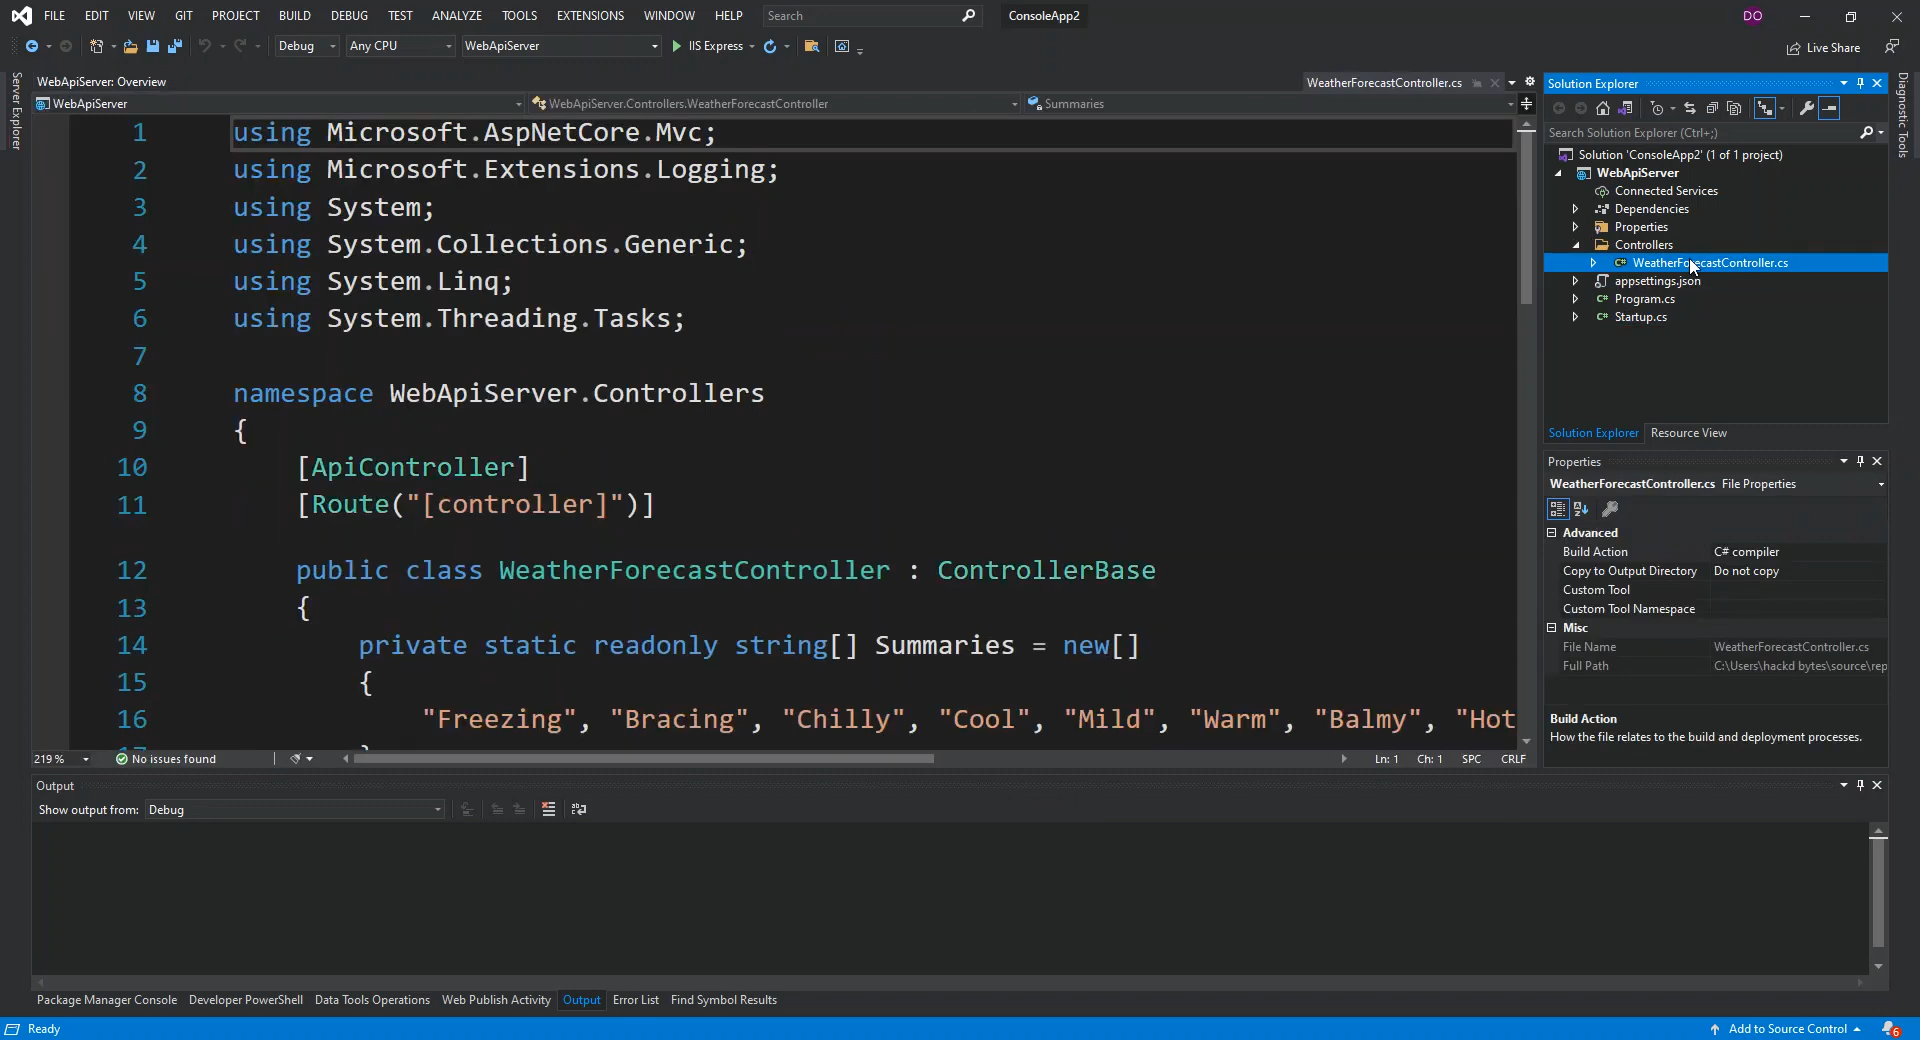 FILE EDIT VIEW GIT PROJECT BUILD DEBUG TEST ANALYZE TOOLS EXTENSIONS WINDOW HELP Search ConsoleApp2 DO
Debug Any CPU WebApiServer IIS Express Live Share
Server Explorer
WebApiServer: Overview WeatherForecastController.cs
WebApiServer WebApiServer.Controllers.WeatherForecastController Summaries
1 using Microsoft.AspNetCore.Mvc;
2 using Microsoft.Extensions.Logging;
3 using System;
4 using System.Collections.Generic;
5 using System.Linq;
6 using System.Threading.Tasks;
7
8 namespace WebApiServer.Controllers
9 {
10 [ApiController]
11 [Route("[controller]")]
12 public class WeatherForecastController : ControllerBase
13 {
14 private static readonly string[] Summaries = new[]
15 {
16 "Freezing", "Bracing", "Chilly", "Cool", "Mild", "Warm", "Balmy", "Hot
219 % No issues found Ln: 1 Ch: 1 SPC CRLF
Solution Explorer
Search Solution Explorer (Ctrl+;)
Solution 'ConsoleApp2' (1 of 1 project)
WebApiServer
Connected Services
Dependencies
Properties
Controllers
C# WeatherForecastController.cs
appsettings.json
C# Program.cs
C# Startup.cs
Solution Explorer Resource View
Properties
WeatherForecastController.cs File Properties
Advanced
Build Action C# compiler
Copy to Output Directory Do not copy
Custom Tool
Custom Tool Namespace
Misc
File Name WeatherForecastController.cs
Full Path C:\Users\hackd bytes\source\rep
Build Action
How the file relates to the build and deployment processes.
Diagnostic Tools
Output
Show output from: Debug
Package Manager Console Developer PowerShell Data Tools Operations Web Publish Activity Output Error List Find Symbol Results
Ready Add to Source Control 6